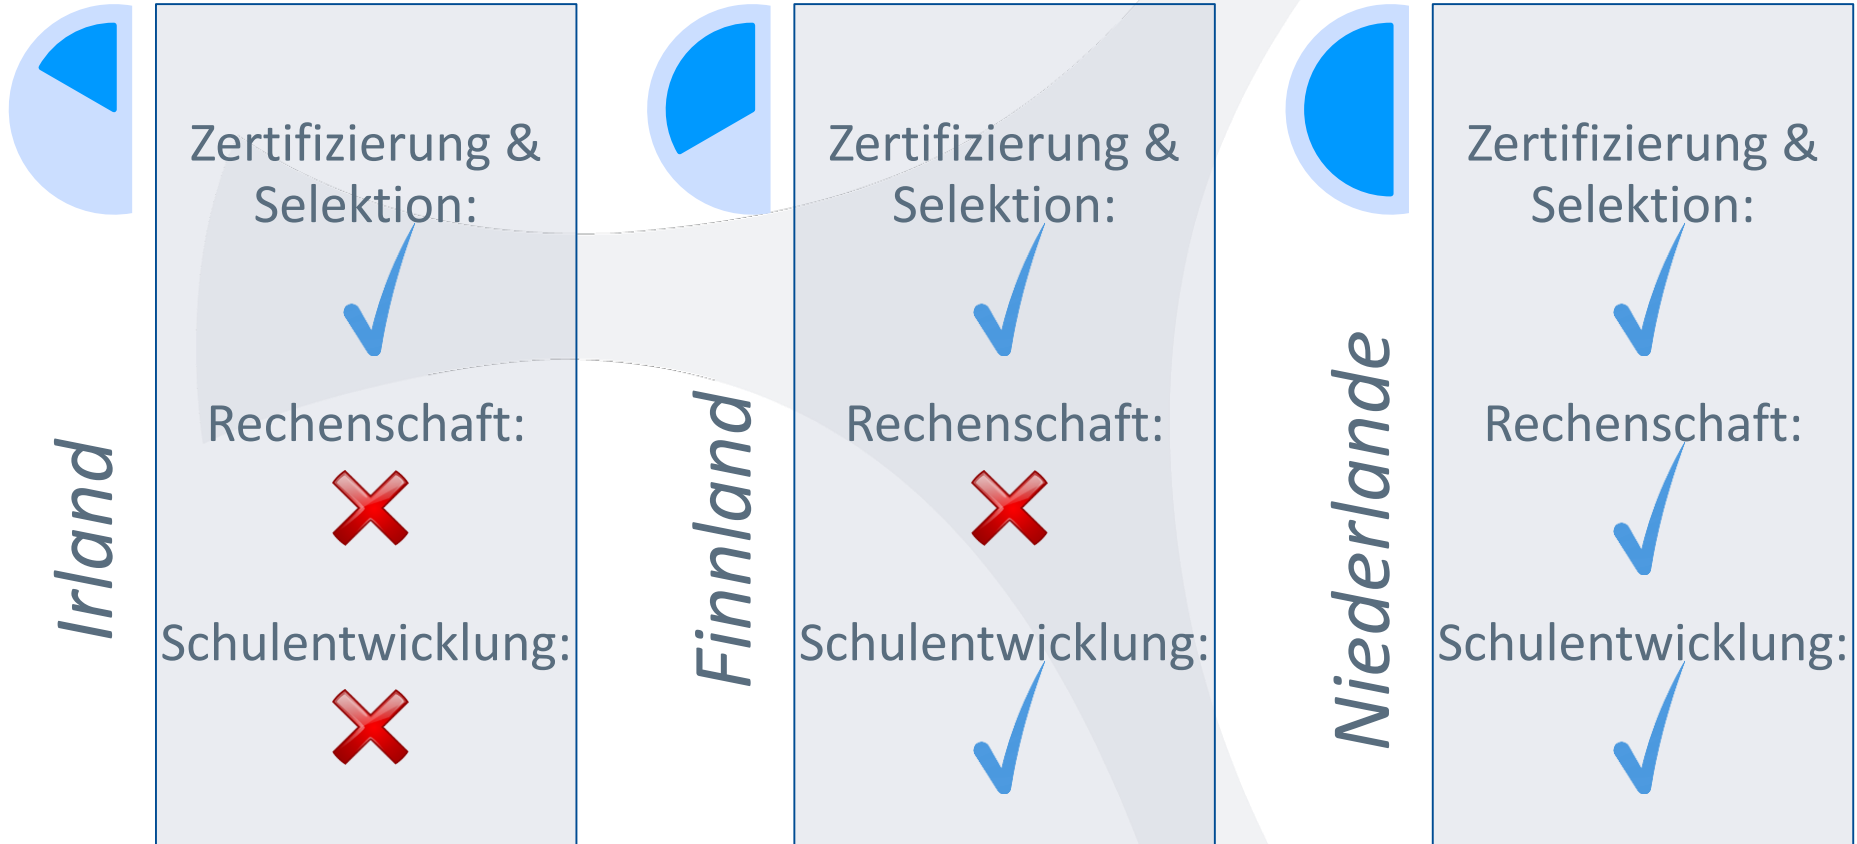 Irland
Zertifizierung &
Selektion:
Rechenschaft:
Schulentwicklung:
Finnland
Zertifizierung &
Selektion:
Rechenschaft:
Schulentwicklung:
Niederlande
Zertifizierung &
Selektion:
Rechenschaft:
Schulentwicklung: